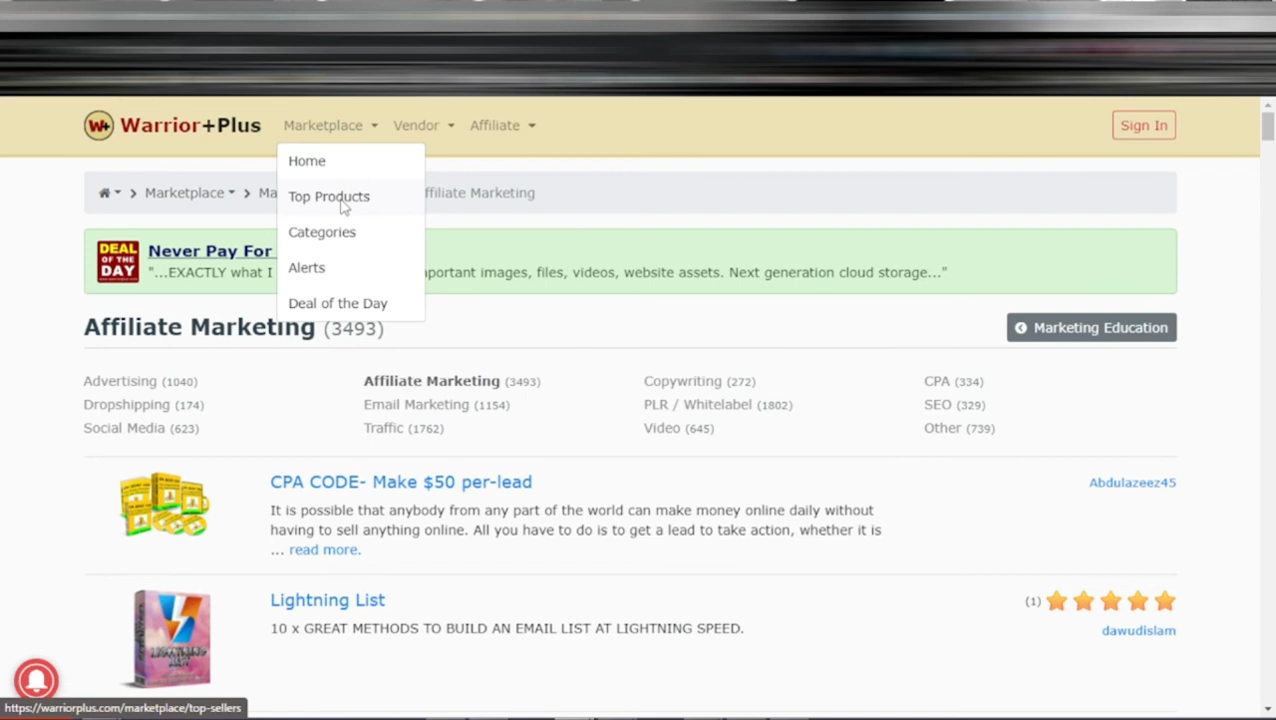 Warrior+Plus
Marketplace
Vendor
Affiliate
Sign In
Home
Top Products
Categories
Alerts
Deal of the Day
Marketplace
Ma
ffiliate Marketing
DEAL OF THE DAY
Never Pay For
"...EXACTLY what I
portant images, files, videos, website assets. Next generation cloud storage..."
Affiliate Marketing (3493)
Marketing Education
Advertising (1040)
Affiliate Marketing (3493)
Copywriting (272)
CPA (334)
Dropshipping (174)
Email Marketing (1154)
PLR / Whitelabel (1802)
SEO (329)
Social Media (623)
Traffic (1762)
Video (645)
Other (739)
CPA CODE- Make $50 per-lead
Abdulazeez45
It is possible that anybody from any part of the world can make money online daily without
having to sell anything online. All you have to do is to get a lead to take action, whether it is
... read more.
Lightning List
(1)
10 x GREAT METHODS TO BUILD AN EMAIL LIST AT LIGHTNING SPEED.
dawudislam
https://warriorplus.com/marketplace/top-sellers